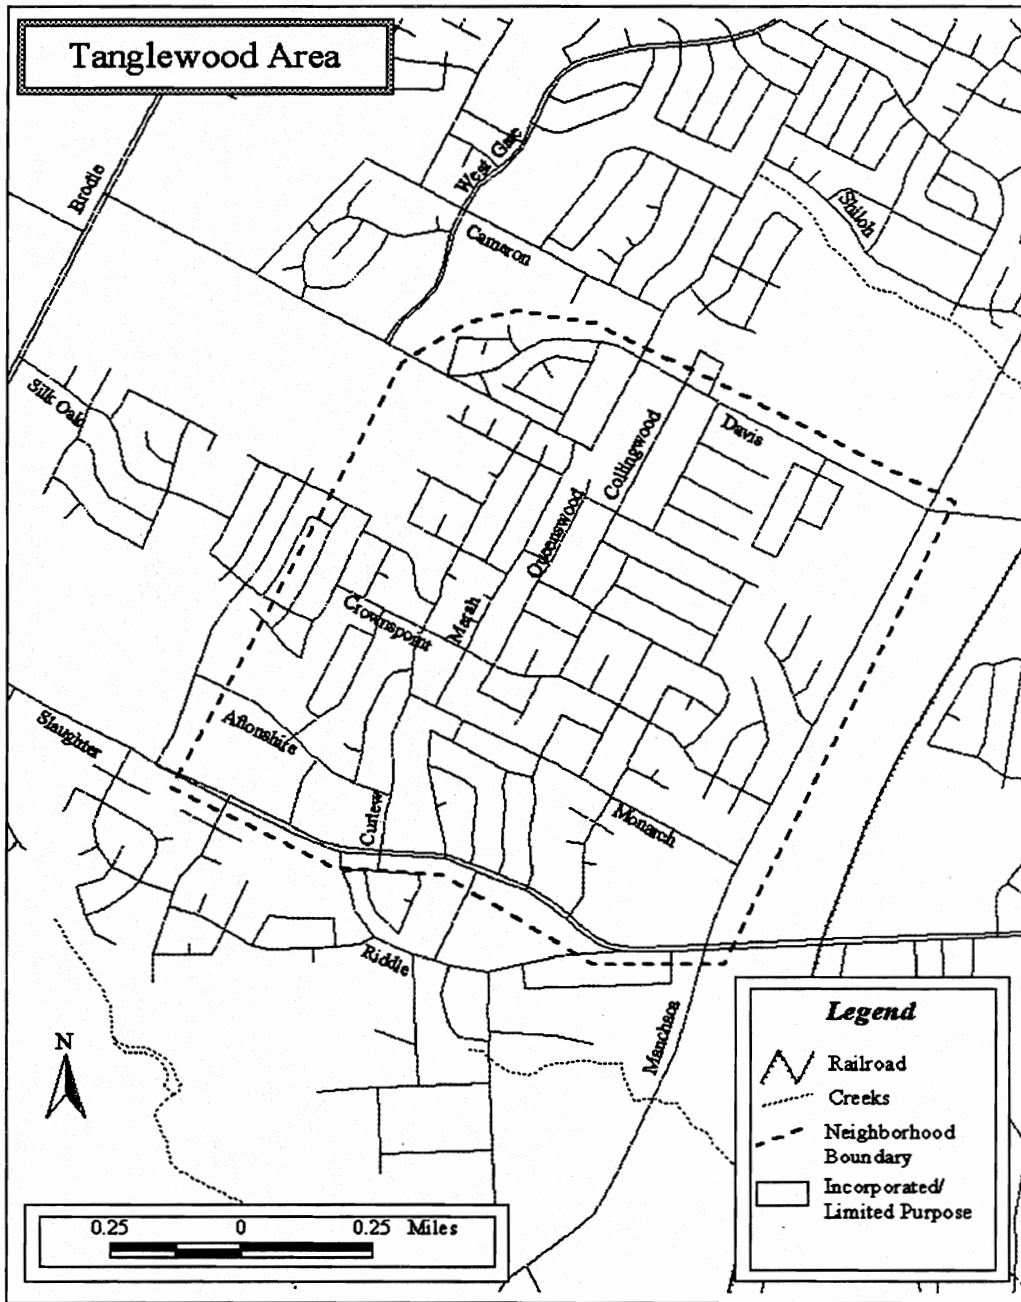 Tanglewood Area
Brodie
West Gate
Shiloh
Cameron
Silk Oak
Collingwood
Davis
Queenswood
Crownspoint
Marsh
Slaughter
Aftonshire
Curlew
Monarch
Riddle
Manchaca
N
Legend
Railroad
Creeks
Neighborhood
Boundary
Incorporated/
Limited Purpose
0.25 0 0.25 Miles